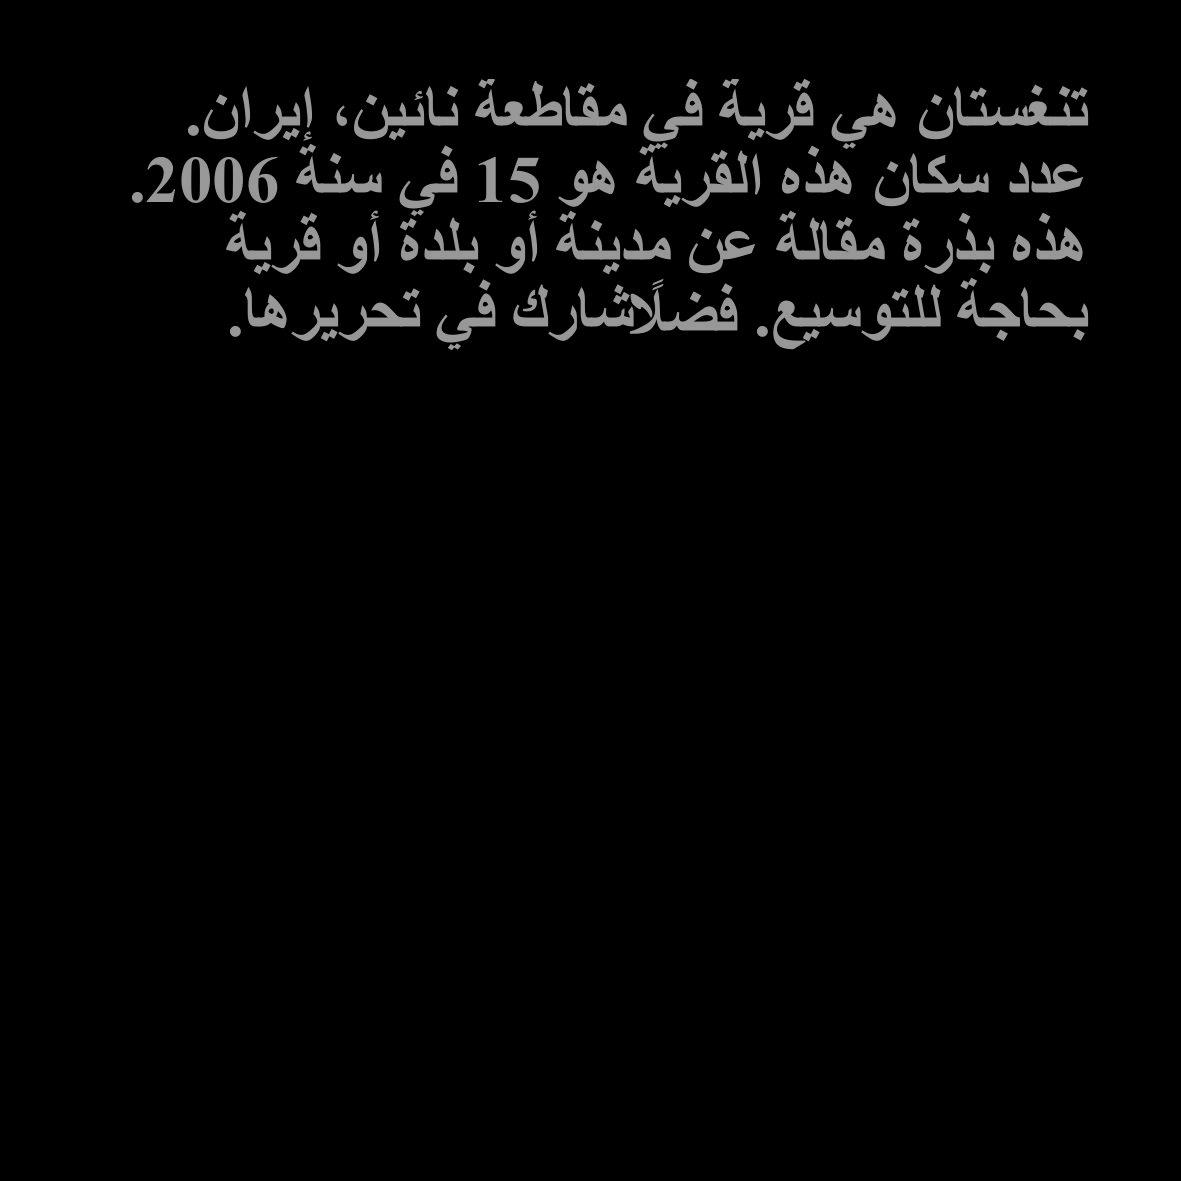 تنغستان هي قرية في مقاطعة نائين، إيران.
عدد سكان هذه القرية هو 15 في سنة 2006.
هذه بذرة مقالة عن مدينة أو بلدة أو قرية
بحاجة للتوسيع. فضلًاشارك في تحريرها.